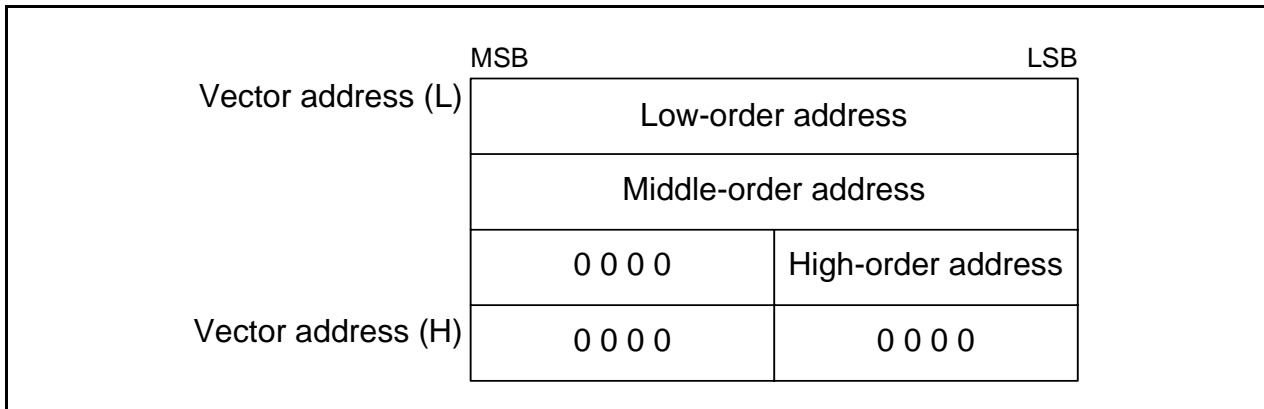 MSB LSB
Vector address (L) Low-order address
Middle-order address
0 0 0 0 High-order address
Vector address (H) 0 0 0 0 0 0 0 0